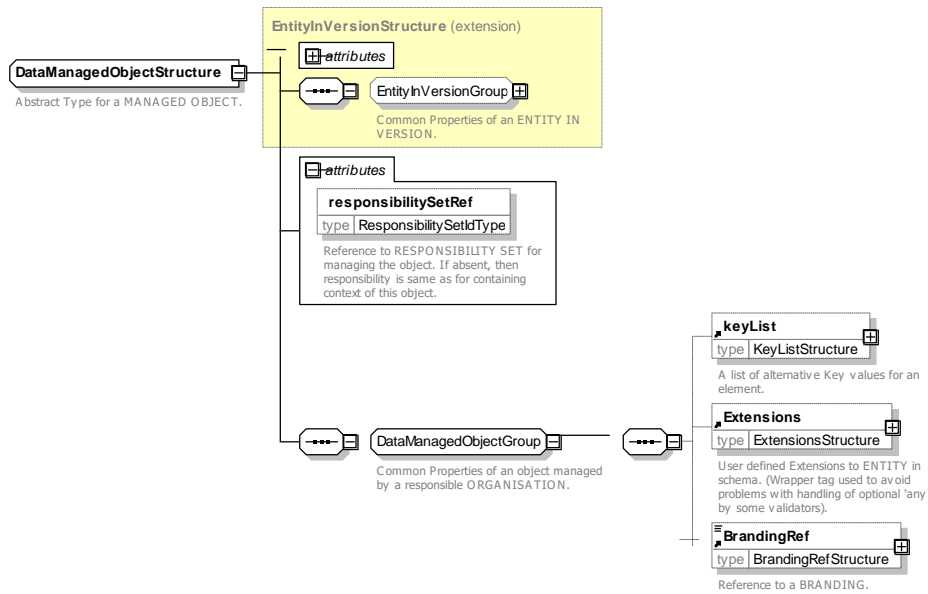 EntityInVersionStructure (extension)
attributes
DataManagedObjectStructure
Abstract Type for a MANAGED OBJECT.
EntityInVersionGroup
Common Properties of an ENTITY IN
VERSION.
attributes
responsibilitySetRef
type ResponsibilitySetIdType
Reference to RESPONSIBILITY SET for
managing the object. If absent, then
responsibility is same as for containing
context of this object.
keyList
type KeyListStructure
A list of alternative Key values for an
element.
Extensions
type ExtensionsStructure
User defined Extensions to ENTITY in
schema. (Wrapper tag used to avoid
problems with handling of optional 'any'
by some validators).
DataManagedObjectGroup
Common Properties of an object managed
by a responsible ORGANISATION.
BrandingRef
type BrandingRefStructure
Reference to a BRANDING.